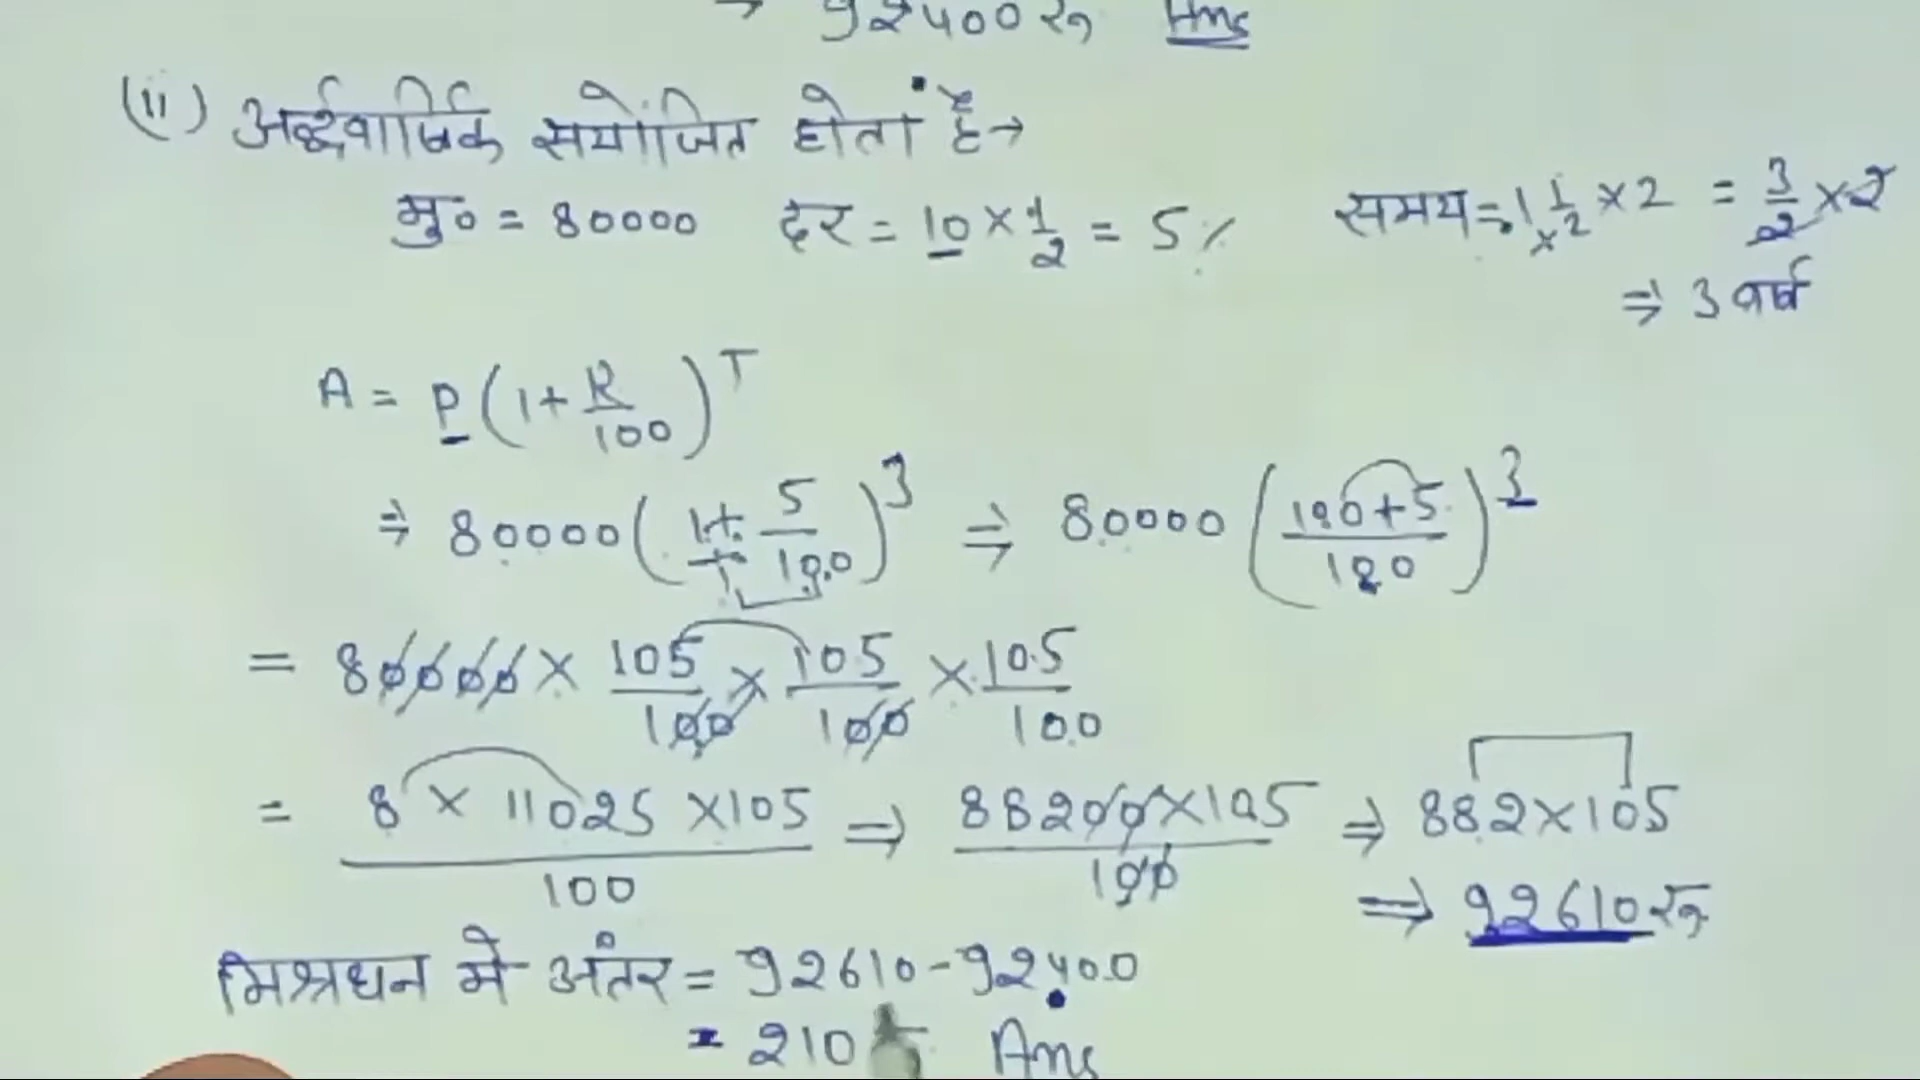 → 92400 रु Ans
(ii) अर्द्धवार्षिक सयोजित होता है→
मु० = 80000 दर = 10 × 1/2 = 5% समय = 1 1/2 × 2 = 3/2 × 2
⇒ 3 वर्ष
A = P(1+R/100)^T
⇒ 80000(1/1+5/100)^3 ⇒ 80000(100+5/100)^3
= 80000 × 105/100 × 105/100 × 105/100
= 8 × 11025 × 105/100 ⇒ 88200×105/100 ⇒ 882×105
⇒ 92610 रु
मिश्रधन मे अंतर = 92610-92400
= 210 Ans